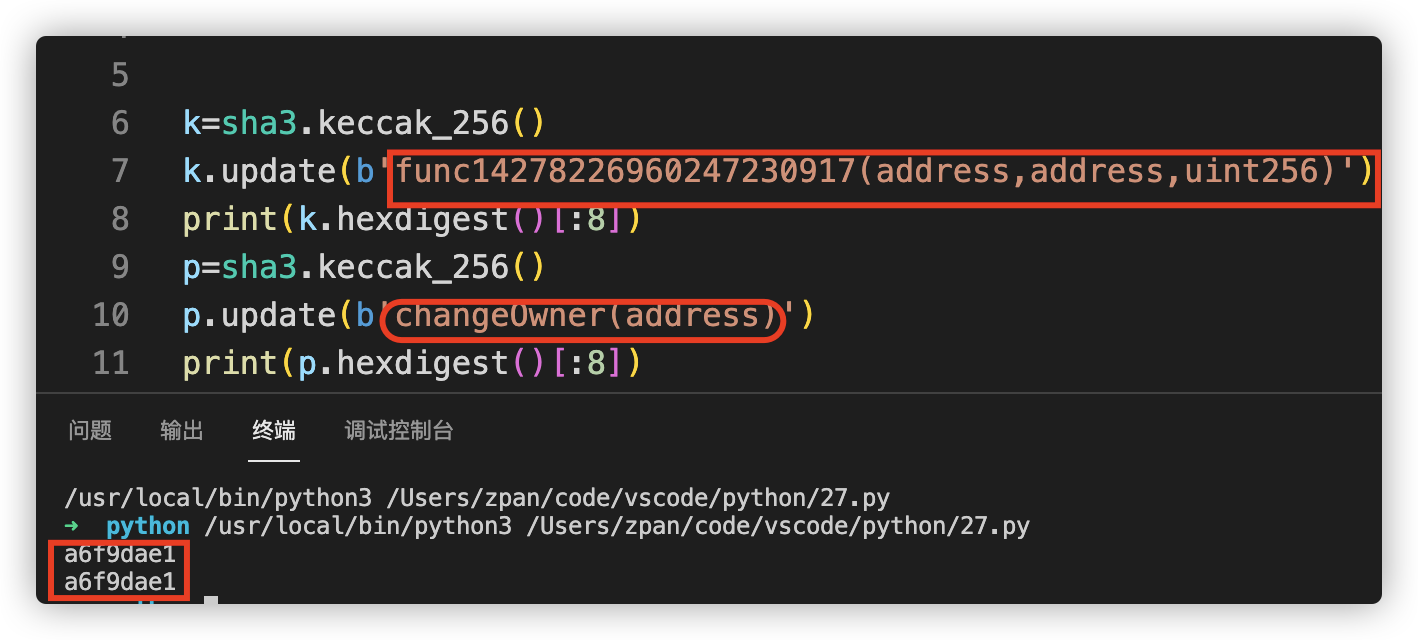 5
6 k=sha3.keccak_256()
7 k.update(b'func14278226960247230917(address,address,uint256)')
8 print(k.hexdigest()[:8])
9 p=sha3.keccak_256()
10 p.update(b'changeOwner(address)')
11 print(p.hexdigest()[:8])
问题 输出 终端 调试控制台
/usr/local/bin/python3 /Users/zpan/code/vscode/python/27.py
➜ python /usr/local/bin/python3 /Users/zpan/code/vscode/python/27.py
a6f9dae1
a6f9dae1